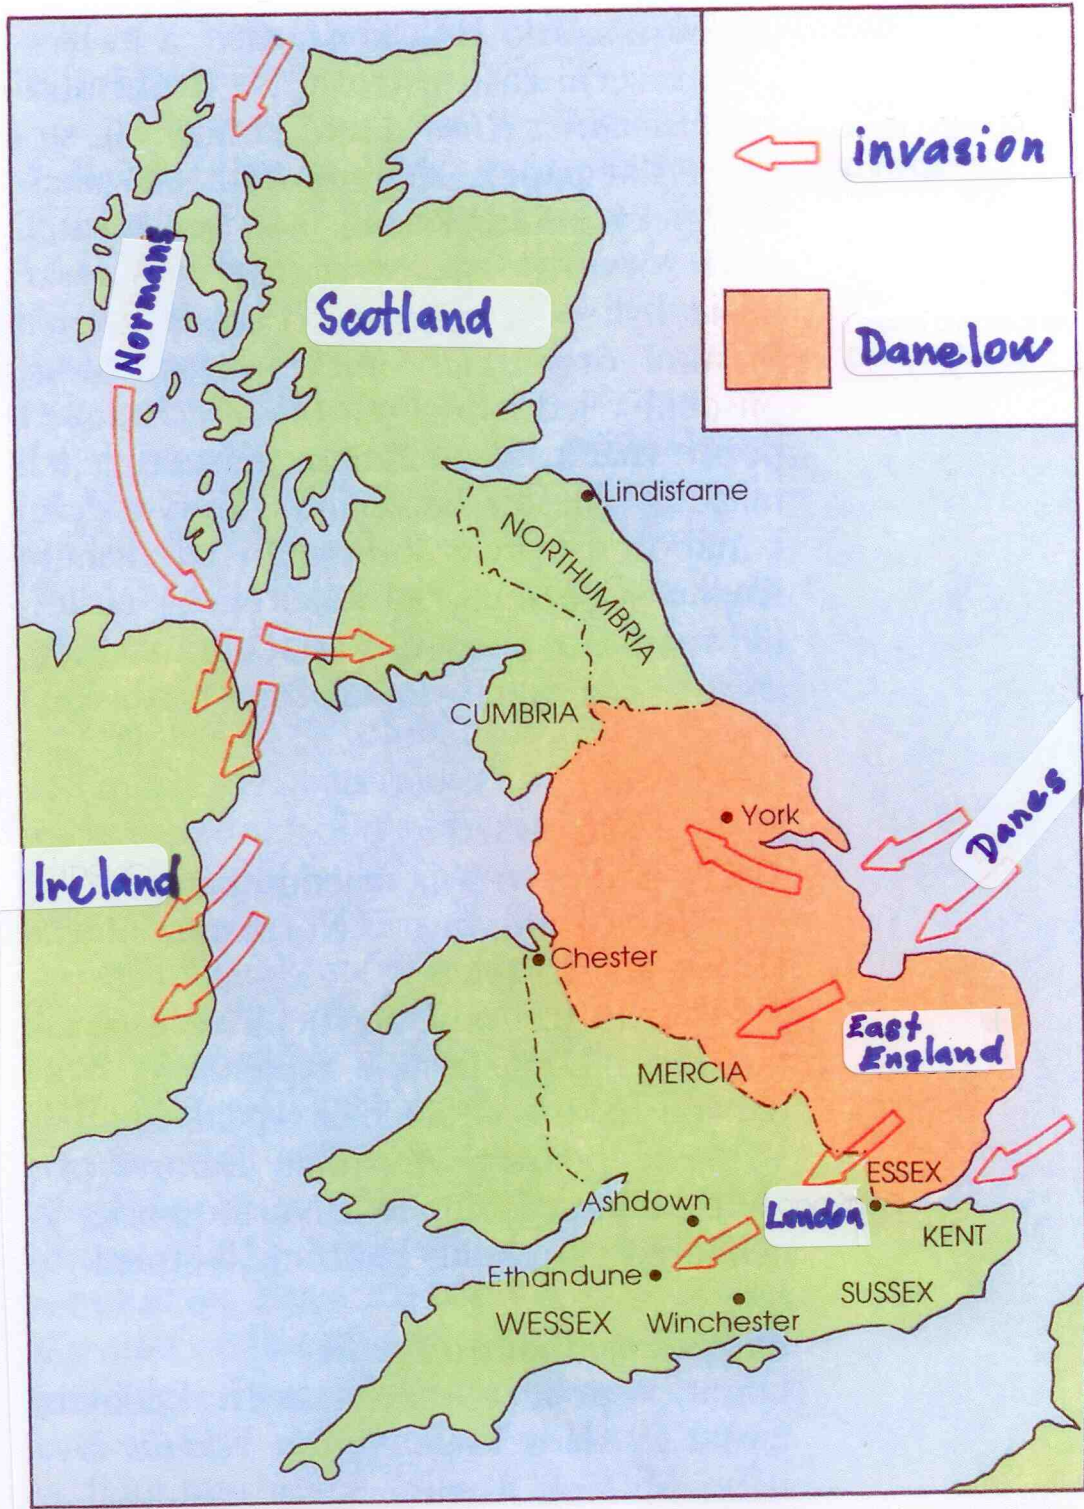 invasion
Danelow
Normans
Scotland
Lindisfarne
NORTHUMBRIA
CUMBRIA
York
Danes
Ireland
Chester
East
England
MERCIA
ESSEX
Ashdown
London
KENT
Ethandune
SUSSEX
WESSEX
Winchester